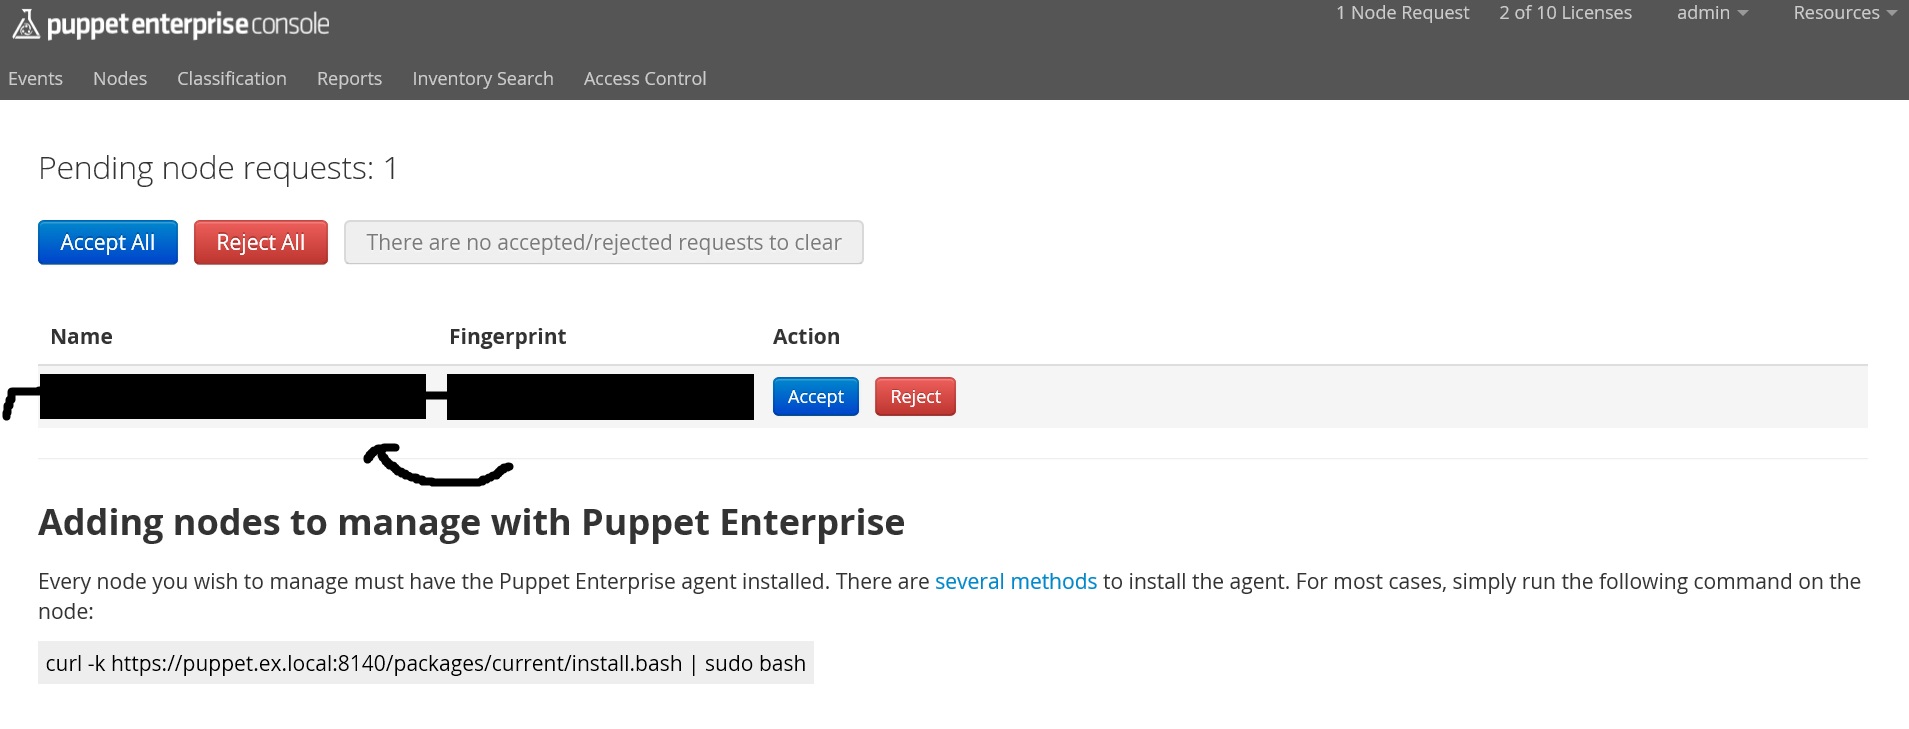 puppet enterprise console
1 Node Request 2 of 10 Licenses admin Resources
Events Nodes Classification Reports Inventory Search Access Control
Pending node requests: 1
Accept All Reject All There are no accepted/rejected requests to clear
Name Fingerprint Action
Accept Reject
Adding nodes to manage with Puppet Enterprise
Every node you wish to manage must have the Puppet Enterprise agent installed. There are several methods to install the agent. For most cases, simply run the following command on the
node:
curl -k https://puppet.ex.local:8140/packages/current/install.bash | sudo bash